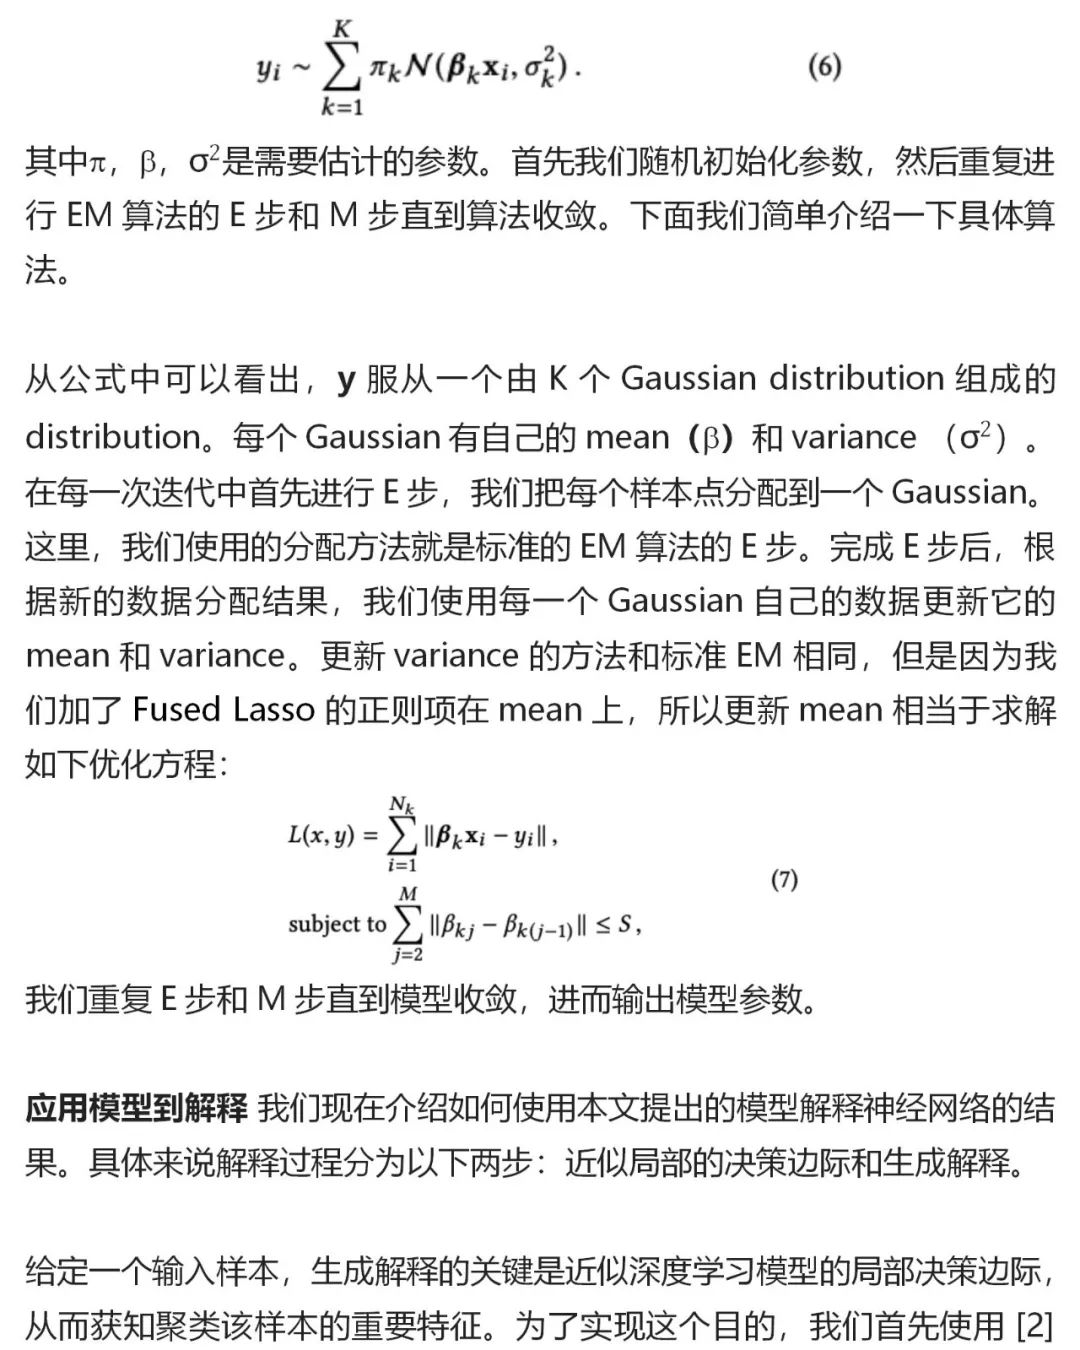 y_i ~ \sum_{k=1}^{K} π_k N(β_k x_i, σ_k^2). (6)
其中π，β，σ²是需要估计的参数。首先我们随机初始化参数，然后重复进
行 EM 算法的 E 步和 M 步直到算法收敛。下面我们简单介绍一下具体算
法。
从公式中可以看出，y 服从一个由 K 个 Gaussian distribution 组成的
distribution。每个 Gaussian 有自己的 mean（β）和 variance （σ²）。
在每一次迭代中首先进行 E 步，我们把每个样本点分配到一个 Gaussian。
这里，我们使用的分配方法就是标准的 EM 算法的 E 步。完成 E 步后，根
据新的数据分配结果，我们使用每一个 Gaussian 自己的数据更新它的
mean 和 variance。更新 variance 的方法和标准 EM 相同，但是因为我
们加了 Fused Lasso 的正则项在 mean 上，所以更新 mean 相当于求解
如下优化方程：
L(x, y) = \sum_{i=1}^{N_k} ||β_k x_i − y_i||,
(7)
subject to \sum_{j=2}^{M} ||β_{kj} − β_{k(j−1)}|| ≤ S,
我们重复 E 步和 M 步直到模型收敛，进而输出模型参数。
应用模型到解释 我们现在介绍如何使用本文提出的模型解释神经网络的结
果。具体来说解释过程分为以下两步：近似局部的决策边际和生成解释。
给定一个输入样本，生成解释的关键是近似深度学习模型的局部决策边际，
从而获知聚类该样本的重要特征。为了实现这个目的，我们首先使用 [2]